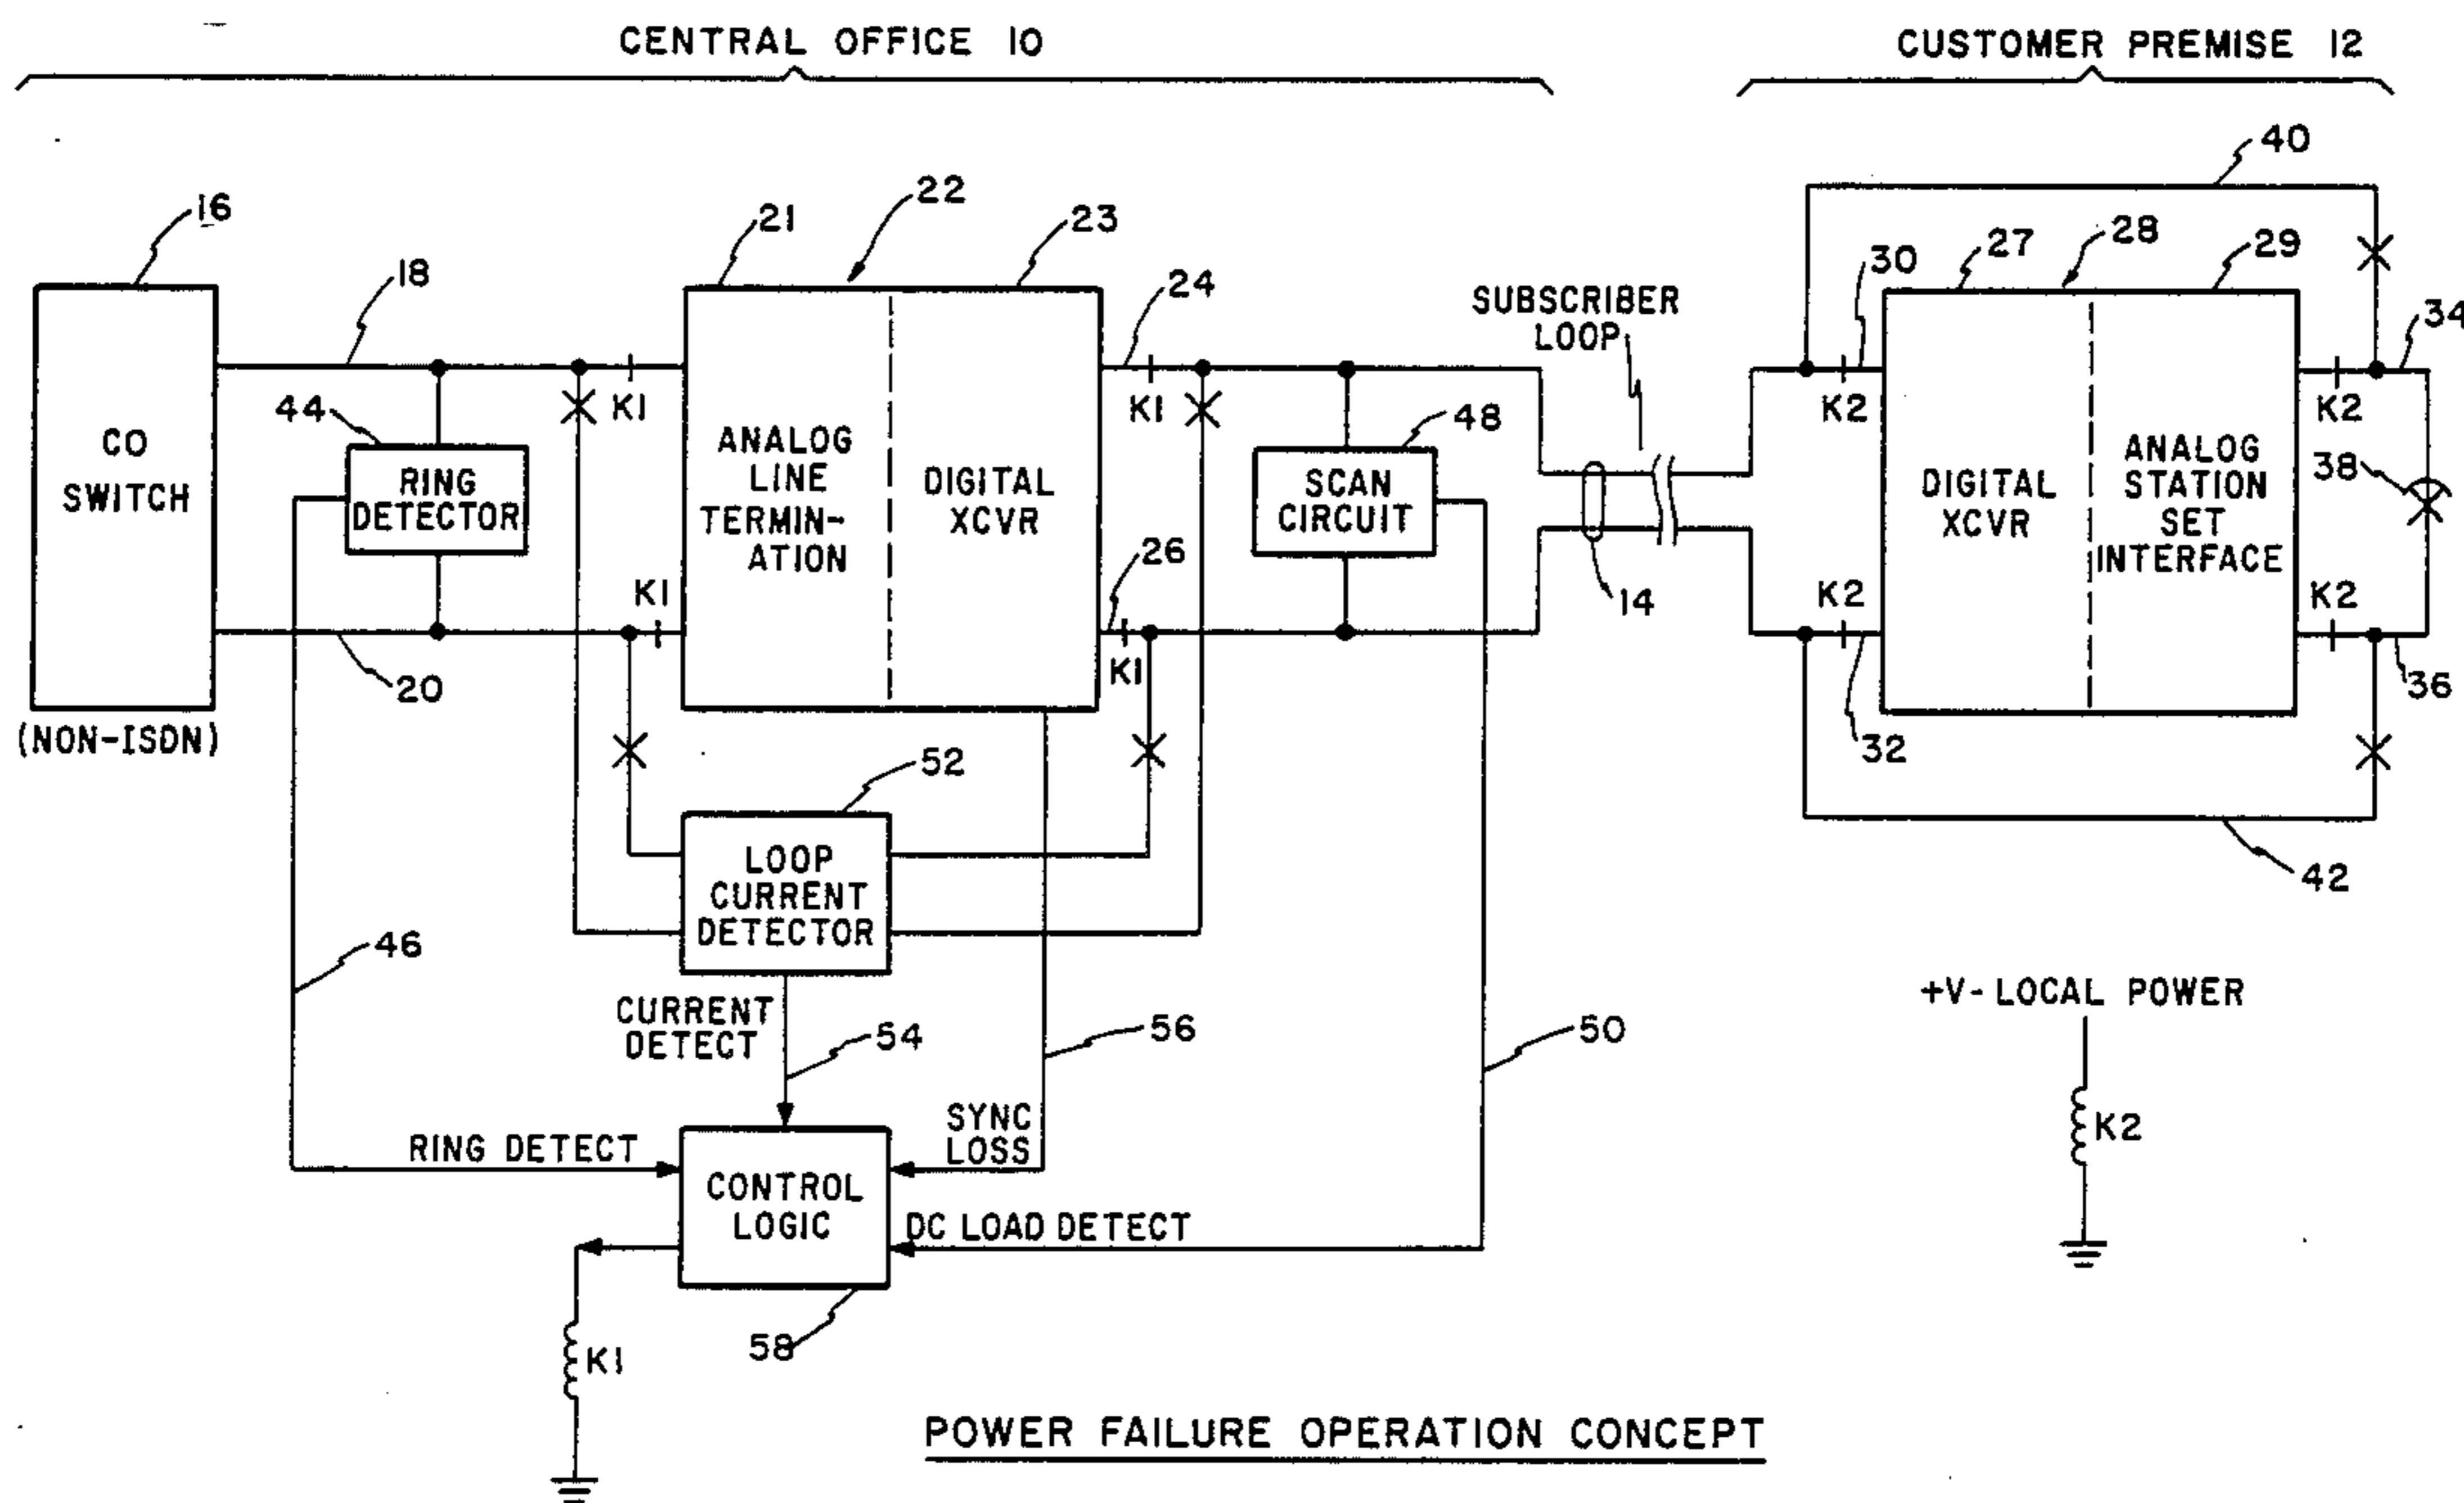 CENTRAL OFFICE 10
CUSTOMER PREMISE 12
40
16
22
21
23
27
28
29
30
18
24
SUBSCRIBER
LOOP
34
44
K1
K1
K2
K2
48
38
CO
SWITCH
RING
DETECTOR
ANALOG
LINE
TERMIN-
ATION
DIGITAL
XCVR
SCAN
CIRCUIT
DIGITAL
XCVR
ANALOG
STATION
SET
INTERFACE
26
14
K1
K1
K2
K2
20
32
36
(NON-ISDN)
52
42
LOOP
CURRENT
DETECTOR
46
CURRENT
DETECT
54
56
50
+V- LOCAL POWER
SYNC
LOSS
RING DETECT
K2
CONTROL
LOGIC
DC LOAD DETECT
58
K1
POWER FAILURE OPERATION CONCEPT